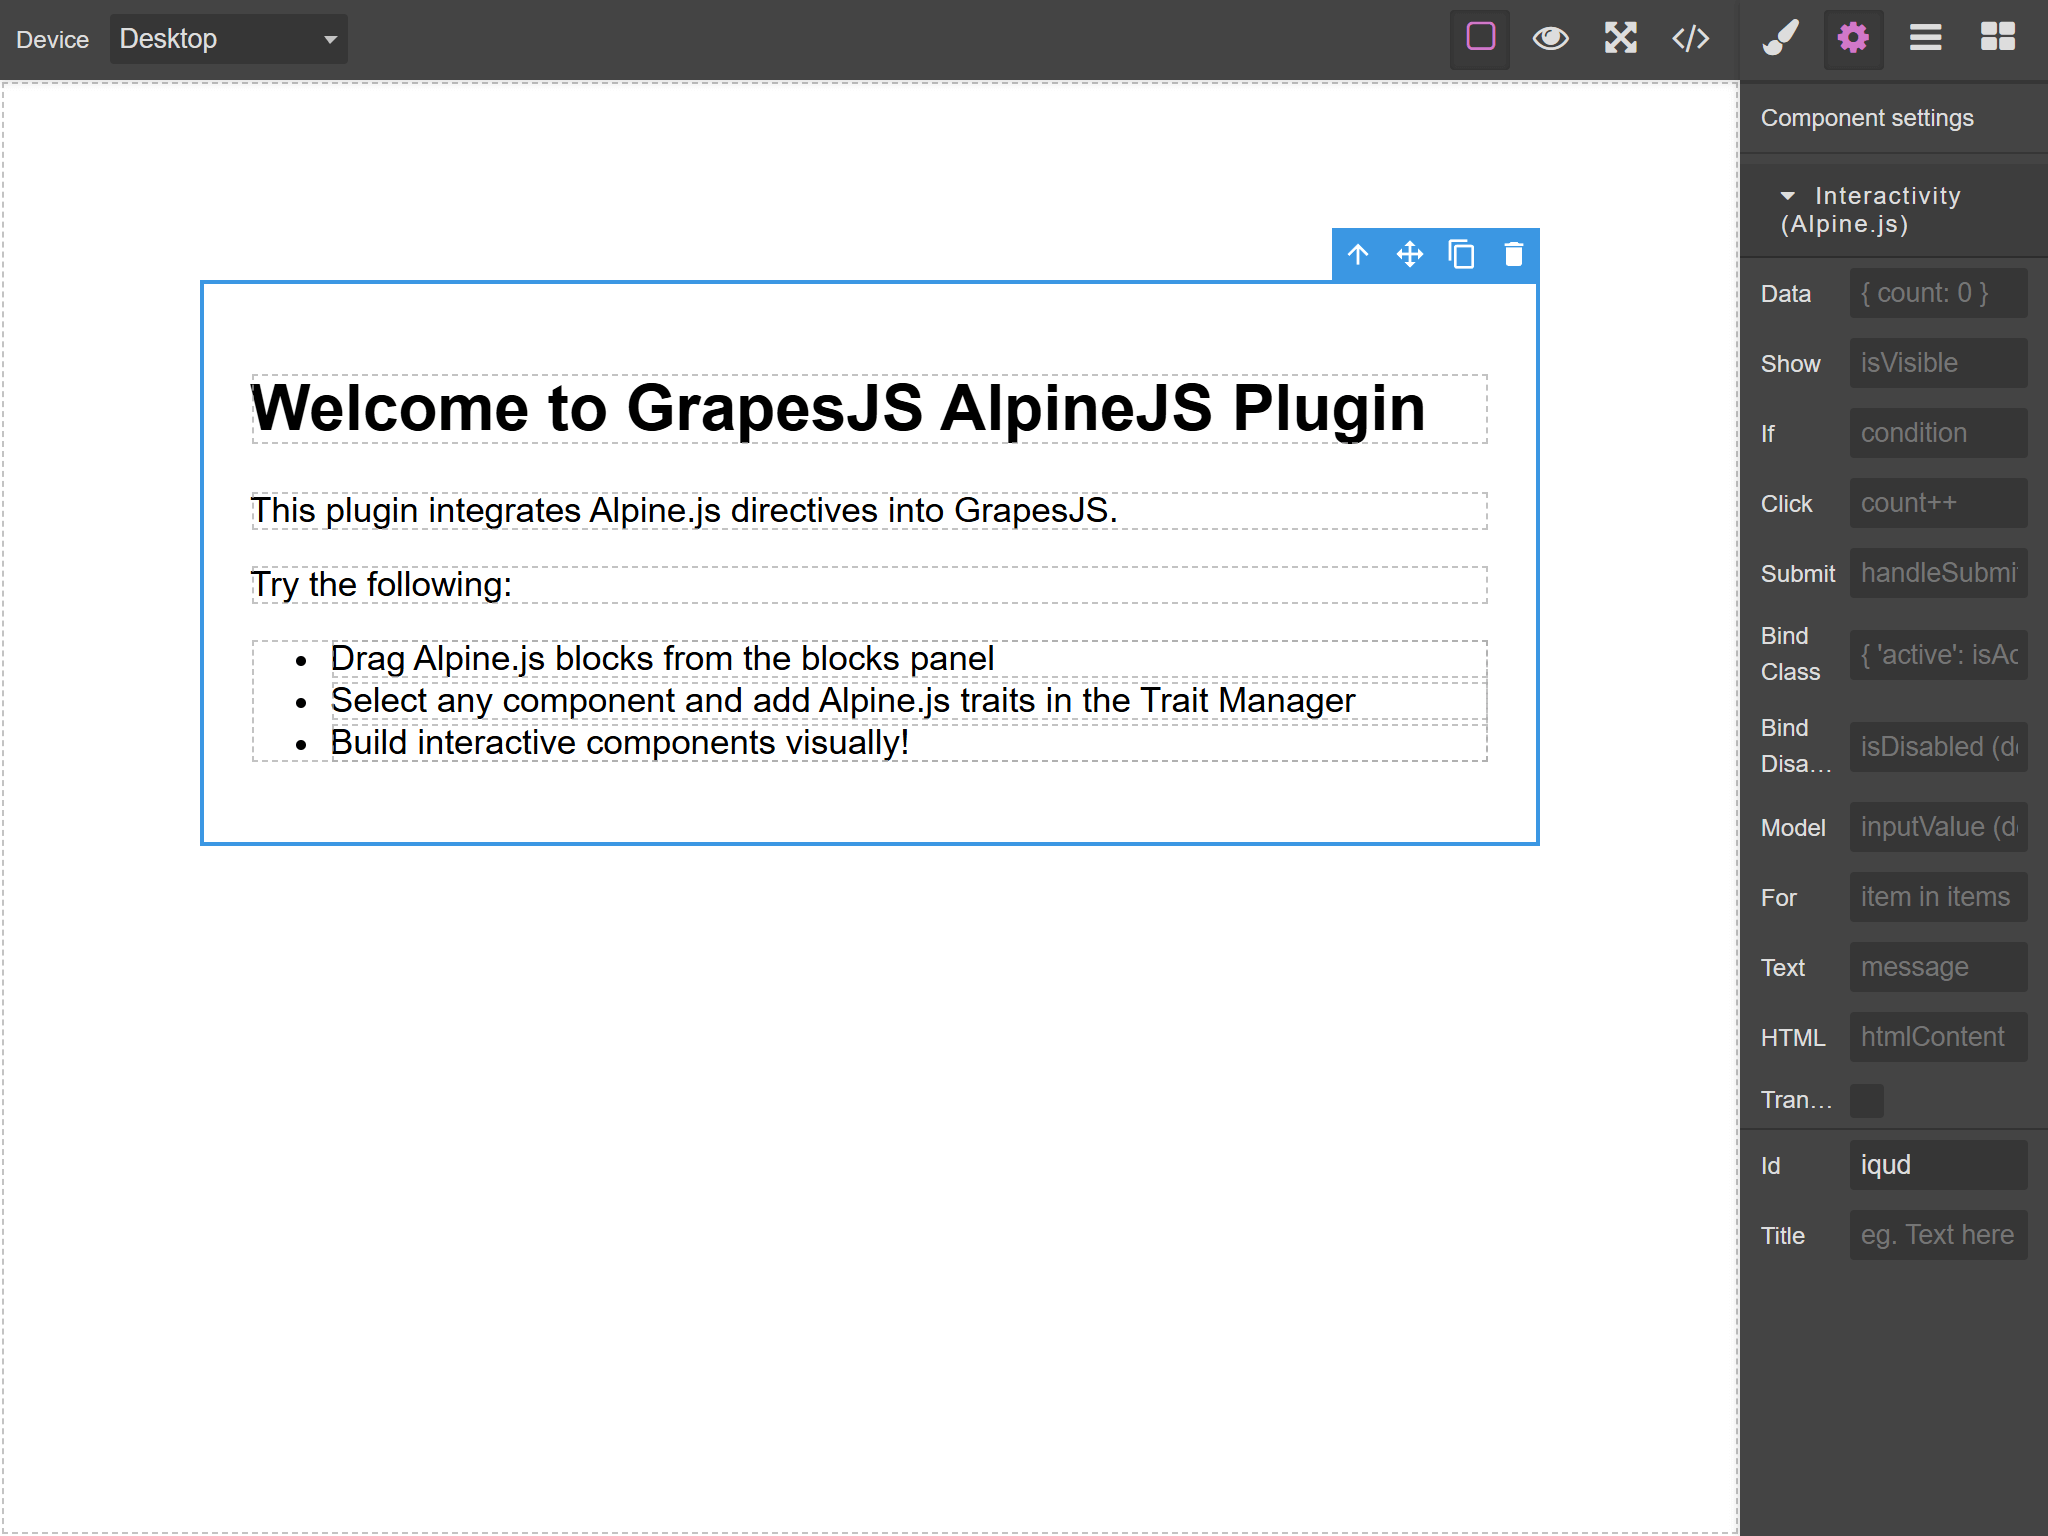 Device
Desktop
</>
Component settings
Interactivity
(Alpine.js)
Welcome to GrapesJS AlpineJS Plugin
This plugin integrates Alpine.js directives into GrapesJS.
Try the following:
• Drag Alpine.js blocks from the blocks panel
• Select any component and add Alpine.js traits in the Trait Manager
• Build interactive components visually!
Data { count: 0 }
Show isVisible
If condition
Click count++
Submit handleSubmi
Bind
Class { 'active': isAc
Bind
Disa... isDisabled (d
Model inputValue (d
For item in items
Text message
HTML htmlContent
Tran...
Id iqud
Title eg. Text here